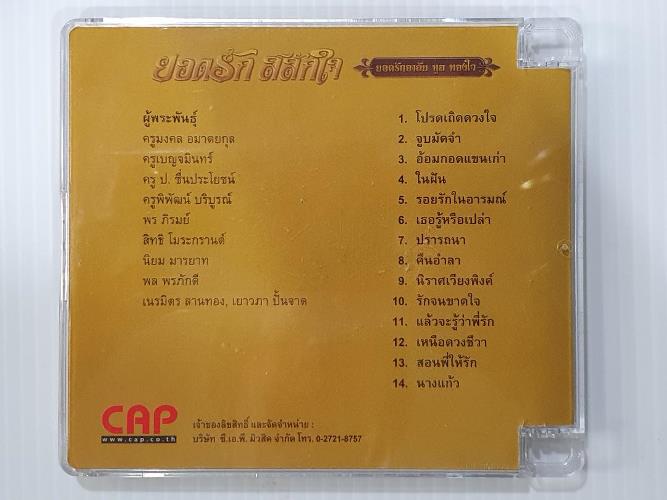 ยอดรัก สลักใจ
ยอดรักองอัม ทูล ทองใจ
ผู้พระพันธุ์
ครูมงคล อมาตยกุล
ครูเบญจมินทร์
ครู ป. ชื่นประโยชน์
ครูพิพัฒน์ บริบูรณ์
พร ภิรมย์
สิทธิ โมระกรานต์
นิยม มารยาท
พล พรภักดี
เนรมิตร ลานทอง, เยาวภา ปั้นจาด
1. โปรดเถิดดวงใจ
2. จูบมัดจำ
3. อ้อมกอดแขนเก่า
4. ในฝัน
5. รอยรักในอารมณ์
6. เธอรู้หรือเปล่า
7. ปรารถนา
8. คืนอำลา
9. นิราศเวียงพิงค์
10. รักจนขาดใจ
11. แล้วจะรู้ว่าพี่รัก
12. เหนือดวงชีวา
13. สอนพี่ให้รัก
14. นางแก้ว
CAP
www.cap.co.th
เจ้าของลิขสิทธิ์ และจัดจำหน่าย :
บริษัท ซี.เอ.พี. มิวสิค จำกัด โทร. 0-2721-8757